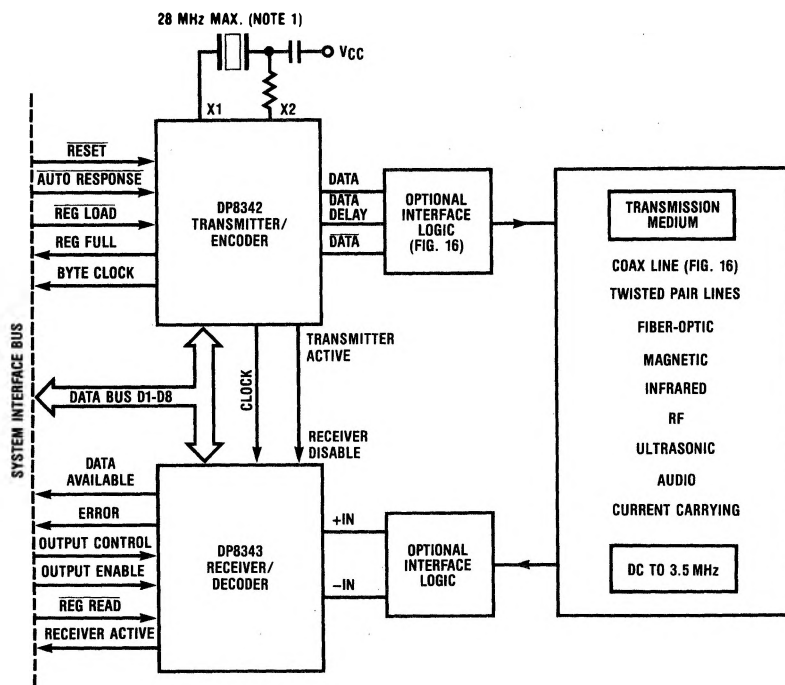 28 MHz MAX. (NOTE 1)
VCC
X1
X2
SYSTEM INTERFACE BUS
RESET
AUTO RESPONSE
REG LOAD
REG FULL
BYTE CLOCK
DP8342
TRANSMITTER/
ENCODER
DATA
DATA
DELAY
DATA
OPTIONAL
INTERFACE
LOGIC
(FIG. 16)
TRANSMISSION
MEDIUM
COAX LINE (FIG. 16)
TWISTED PAIR LINES
FIBER-OPTIC
MAGNETIC
INFRARED
RF
ULTRASONIC
AUDIO
CURRENT CARRYING
DC TO 3.5 MHz
DATA BUS D1-D8
CLOCK
TRANSMITTER
ACTIVE
RECEIVER
DISABLE
DATA
AVAILABLE
ERROR
OUTPUT CONTROL
OUTPUT ENABLE
REG READ
RECEIVER ACTIVE
DP8343
RECEIVER/
DECODER
+IN
−IN
OPTIONAL
INTERFACE
LOGIC